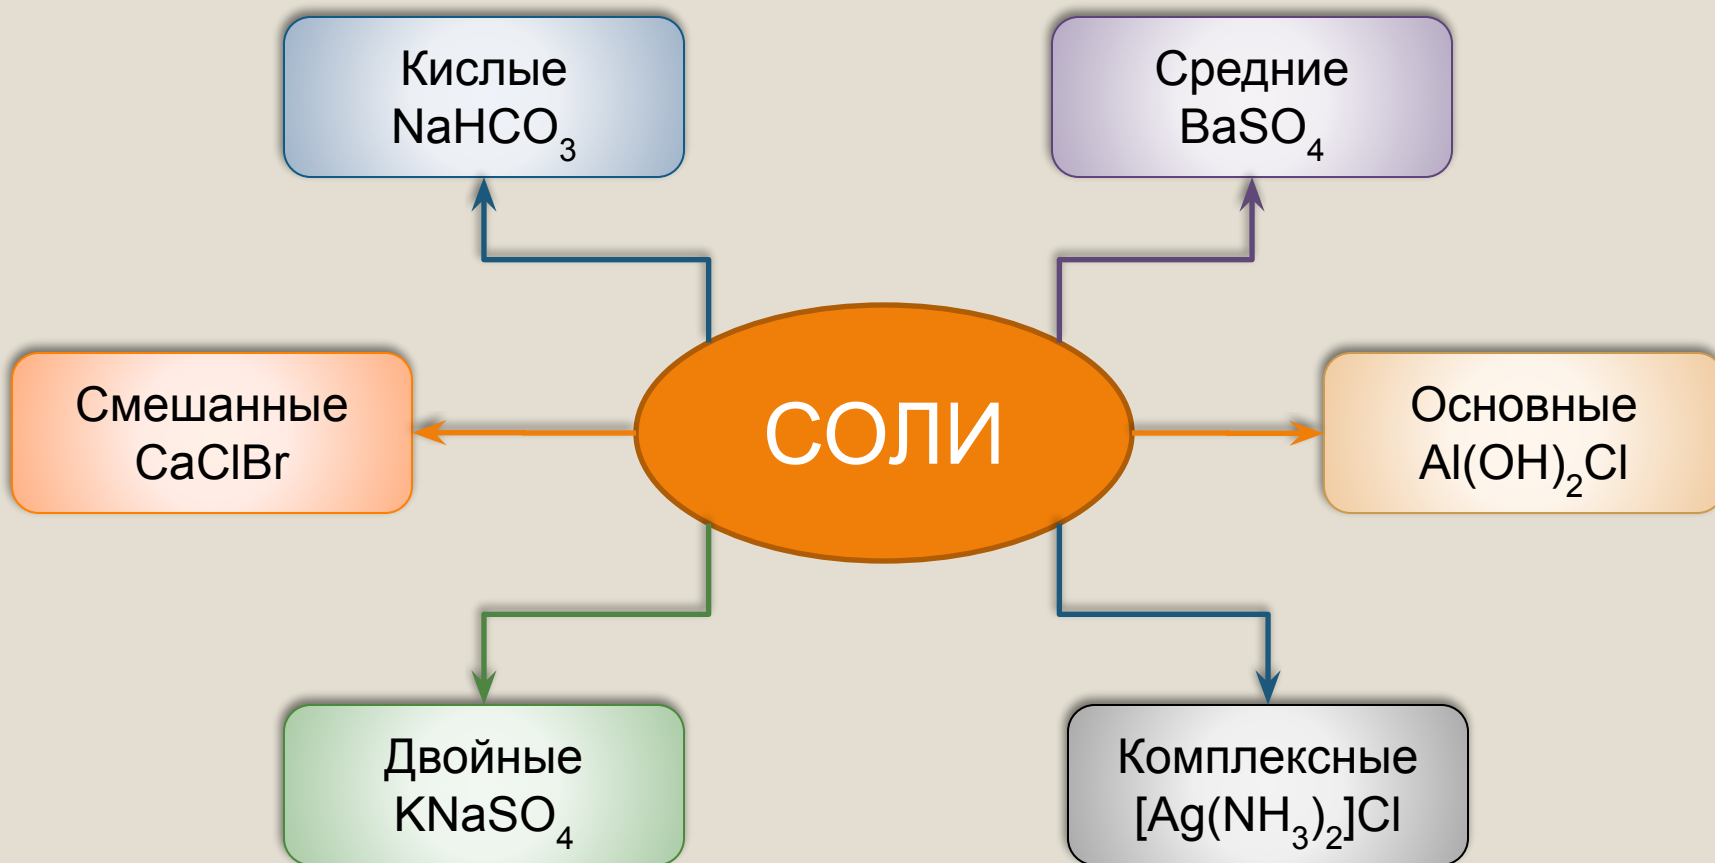 Кислые
NaHCO₃
Средние
BaSO₄
Смешанные
CaClBr
СОЛИ
Основные
Al(OH)₂Cl
Двойные
KNaSO₄
Комплексные
[Ag(NH₃)₂]Cl